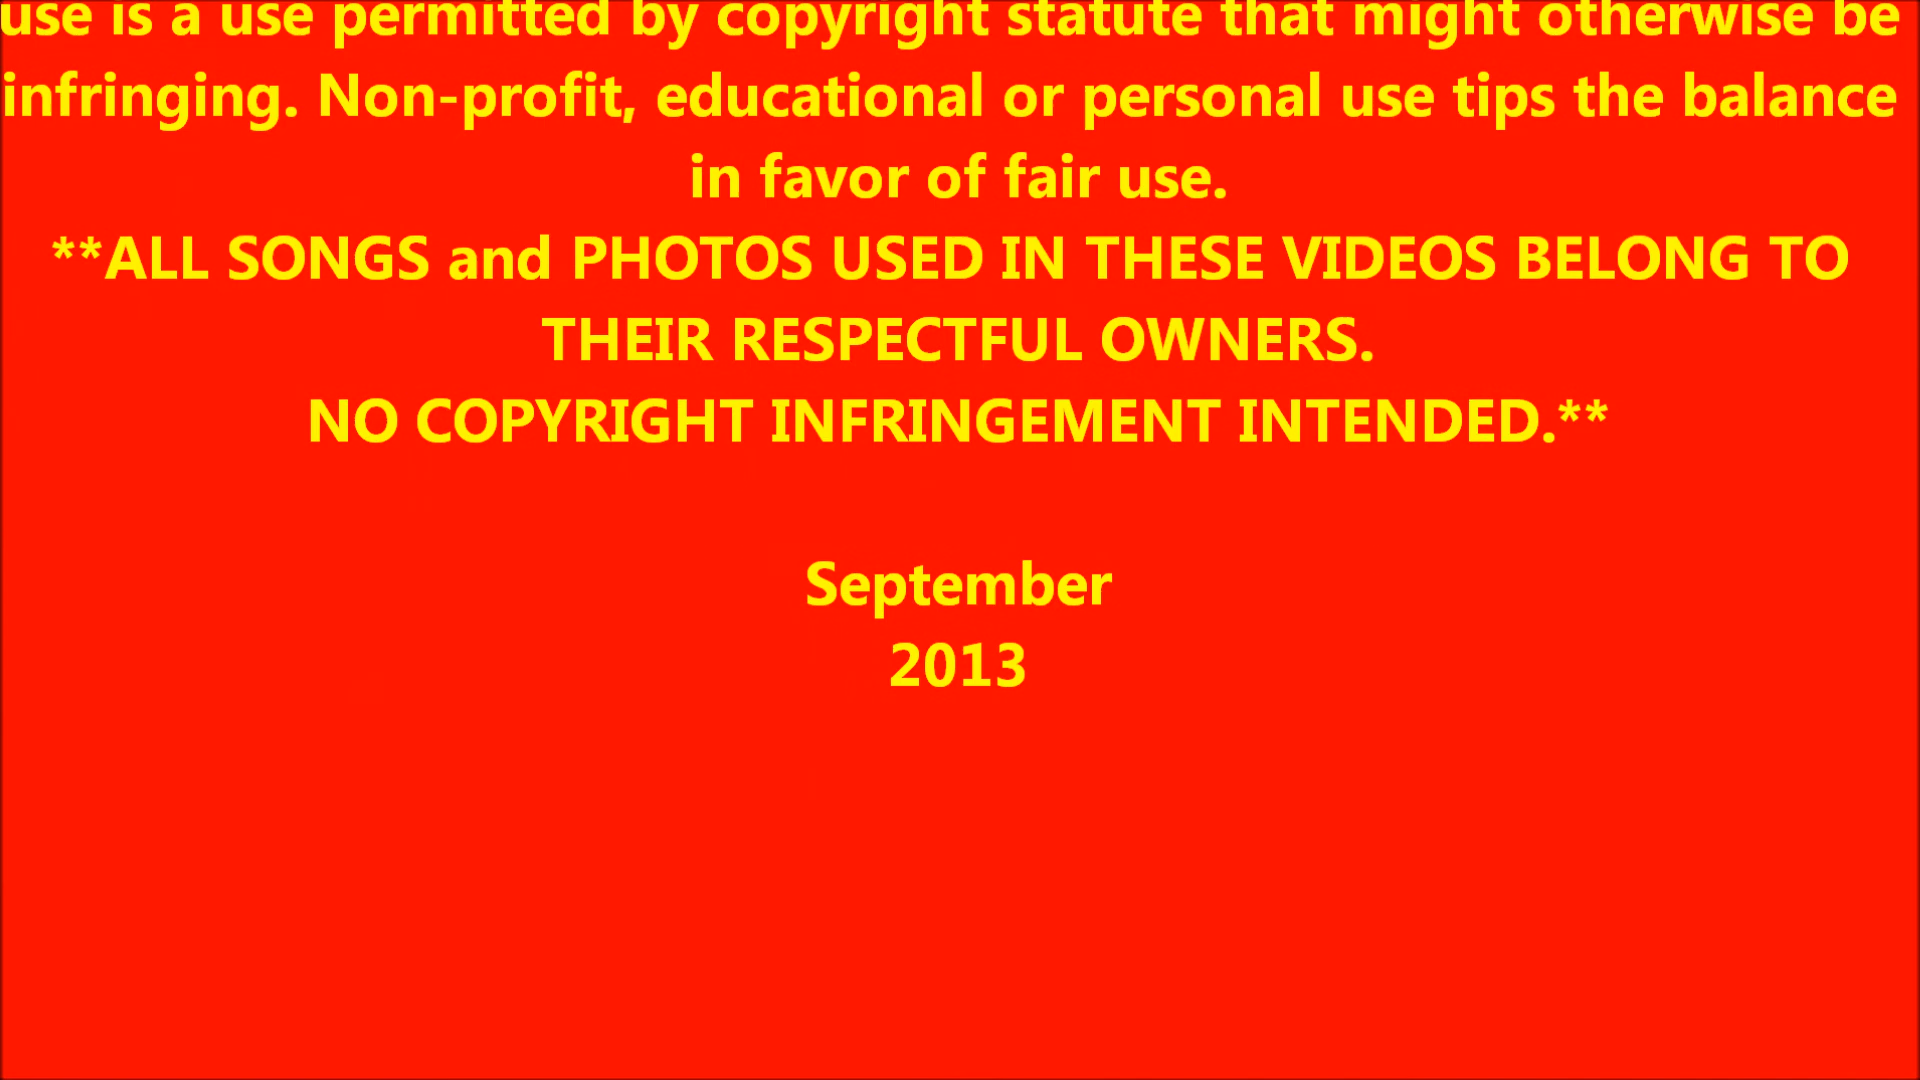 use is a use permitted by copyright statute that might otherwise be
infringing. Non-profit, educational or personal use tips the balance
in favor of fair use.
**ALL SONGS and PHOTOS USED IN THESE VIDEOS BELONG TO
THEIR RESPECTFUL OWNERS.
NO COPYRIGHT INFRINGEMENT INTENDED.**
September
2013